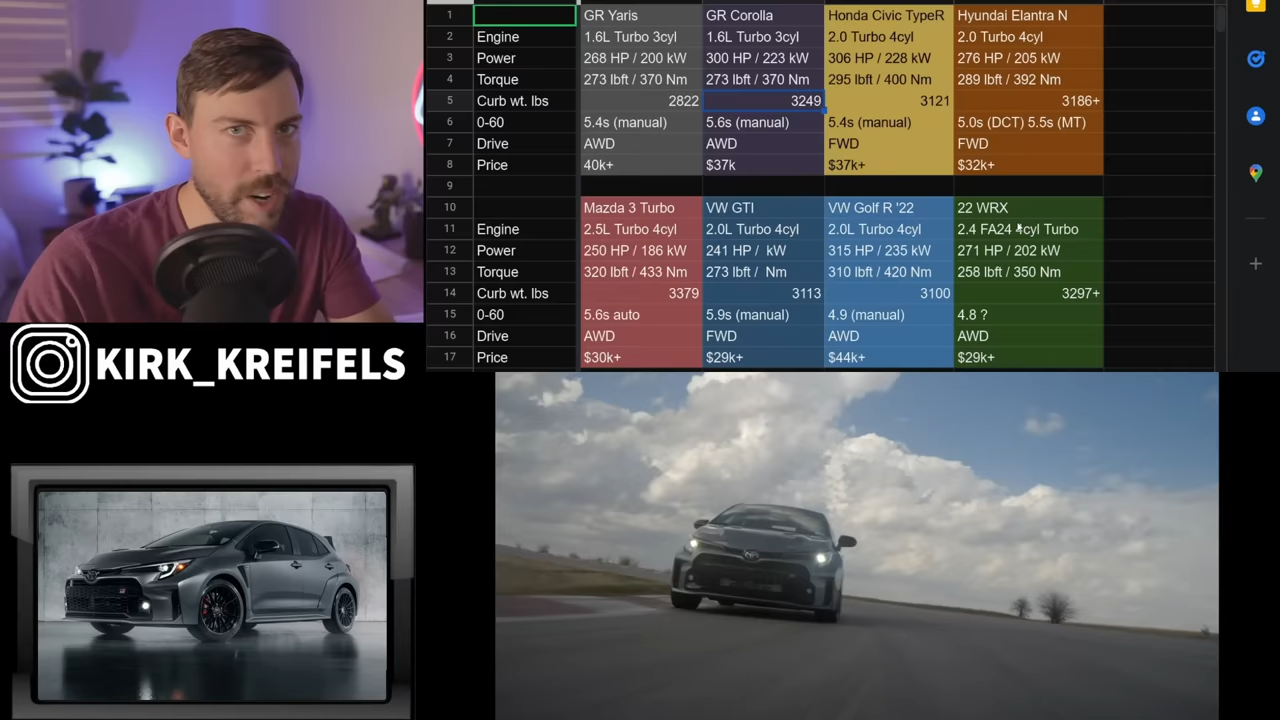 1 GR Yaris GR Corolla Honda Civic TypeR Hyundai Elantra N
2 Engine 1.6L Turbo 3cyl 1.6L Turbo 3cyl 2.0 Turbo 4cyl 2.0 Turbo 4cyl
3 Power 268 HP / 200 kW 300 HP / 223 kW 306 HP / 228 kW 276 HP / 205 kW
4 Torque 273 lbft / 370 Nm 273 lbft / 370 Nm 295 lbft / 400 Nm 289 lbft / 392 Nm
5 Curb wt. lbs 2822 3249 3121 3186+
6 0-60 5.4s (manual) 5.6s (manual) 5.4s (manual) 5.0s (DCT) 5.5s (MT)
7 Drive AWD AWD FWD FWD
8 Price 40k+ $37k $37k+ $32k+
9
10 Mazda 3 Turbo VW GTI VW Golf R '22 22 WRX
11 Engine 2.5L Turbo 4cyl 2.0L Turbo 4cyl 2.0L Turbo 4cyl 2.4 FA24 4cyl Turbo
12 Power 250 HP / 186 kW 241 HP / kW 315 HP / 235 kW 271 HP / 202 kW
13 Torque 320 lbft / 433 Nm 273 lbft / Nm 310 lbft / 420 Nm 258 lbft / 350 Nm
14 Curb wt. lbs 3379 3113 3100 3297+
15 0-60 5.6s auto 5.9s (manual) 4.9 (manual) 4.8 ?
16 Drive AWD FWD AWD AWD
17 Price $30k+ $29k+ $44k+ $29k+
KIRK_KREIFELS